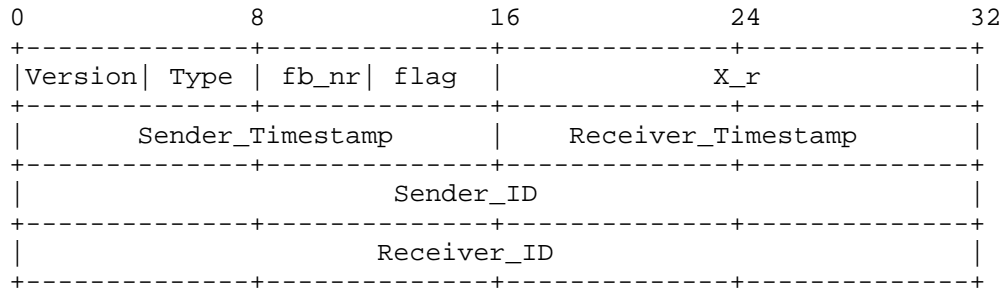 0 8 16 24 32
+--------------+--------------+--------------+--------------+
|Version| Type | fb_nr| flag | X_r |
+--------------+--------------+--------------+--------------+
| Sender_Timestamp | Receiver_Timestamp |
+--------------+--------------+--------------+--------------+
| Sender_ID |
+--------------+--------------+--------------+--------------+
| Receiver_ID |
+--------------+--------------+--------------+--------------+